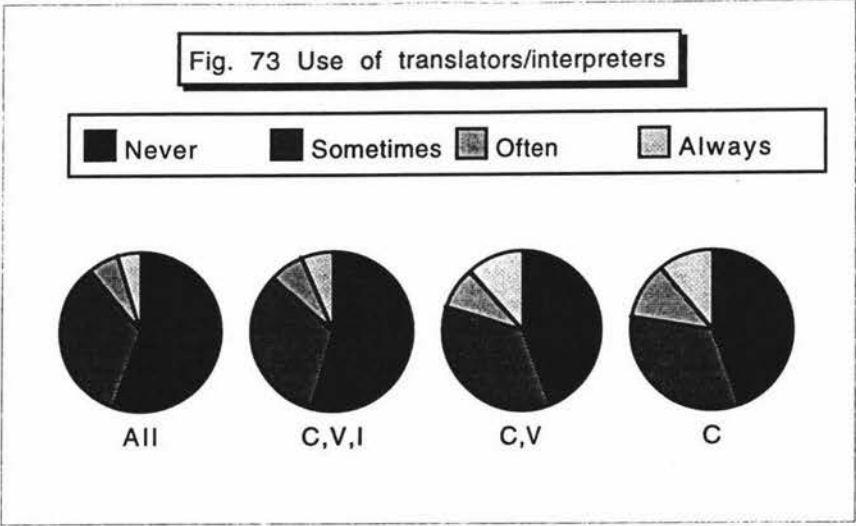 Fig. 73 Use of translators/interpreters
Never Sometimes Often Always
All C,V,I C,V C